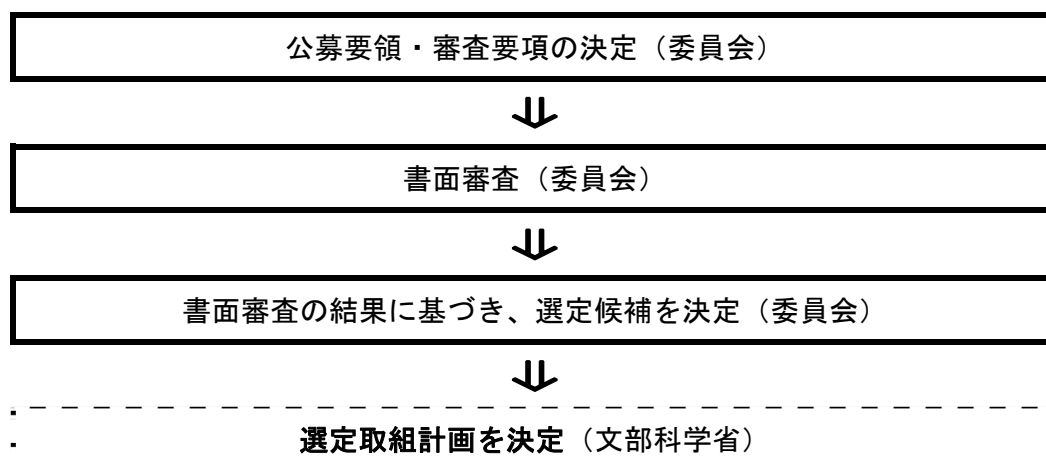 公募要領・審査要項の決定（委員会）
⇓
書面審査（委員会）
⇓
書面審査の結果に基づき、選定候補を決定（委員会）
⇓
選定取組計画を決定（文部科学省）